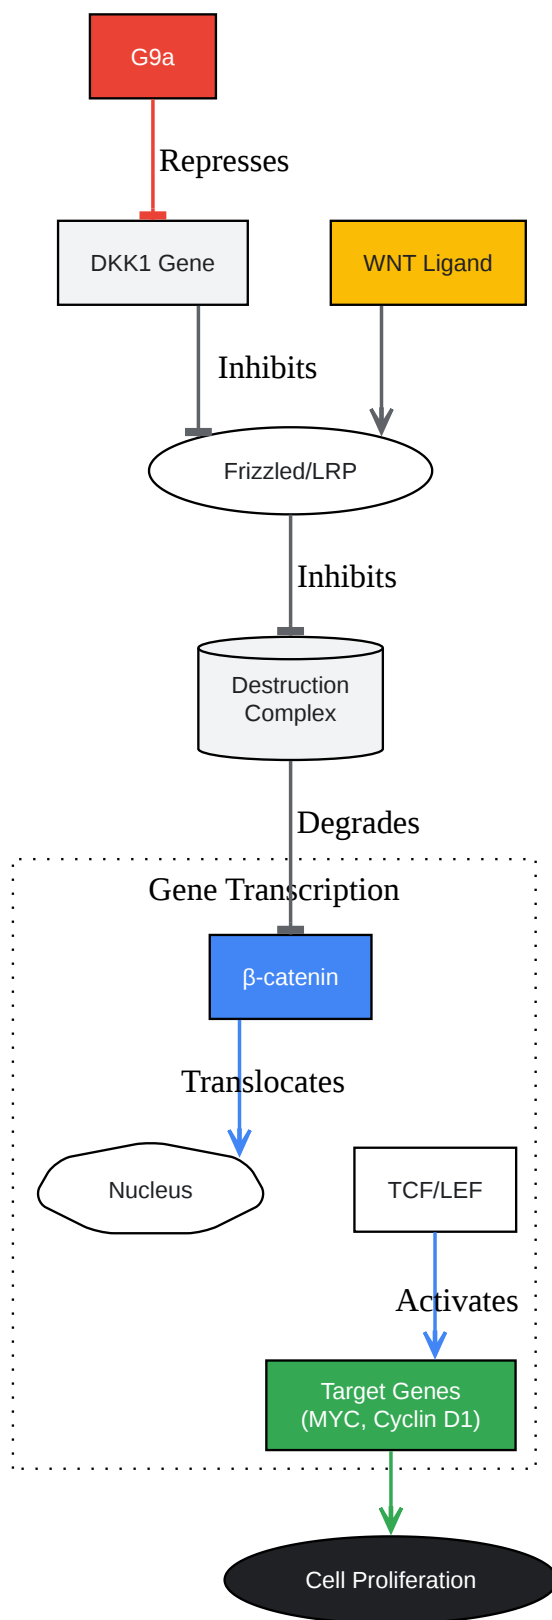 G9a
Represses
DKK1 Gene
WNT Ligand
Inhibits
Frizzled/LRP
Inhibits
Destruction
Complex
Degrades
Gene Transcription
β-catenin
Translocates
Nucleus
TCF/LEF
Activates
Target Genes
(MYC, Cyclin D1)
Cell Proliferation